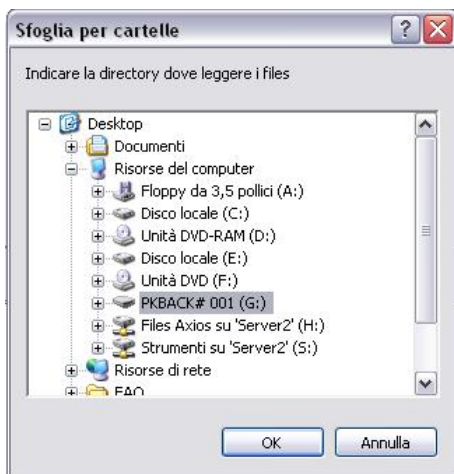 Sfoglia per cartelle
Indicare la directory dove leggere i files
Desktop
Documenti
Risorse del computer
Floppy da 3,5 pollici (A:)
Disco locale (C:)
Unità DVD-RAM (D:)
Disco locale (E:)
Unità DVD (F:)
PKBACK# 001 (G:)
Files Axios su 'Server2' (H:)
Strumenti su 'Server2' (S:)
Risorse di rete
FAQ
OK Annulla